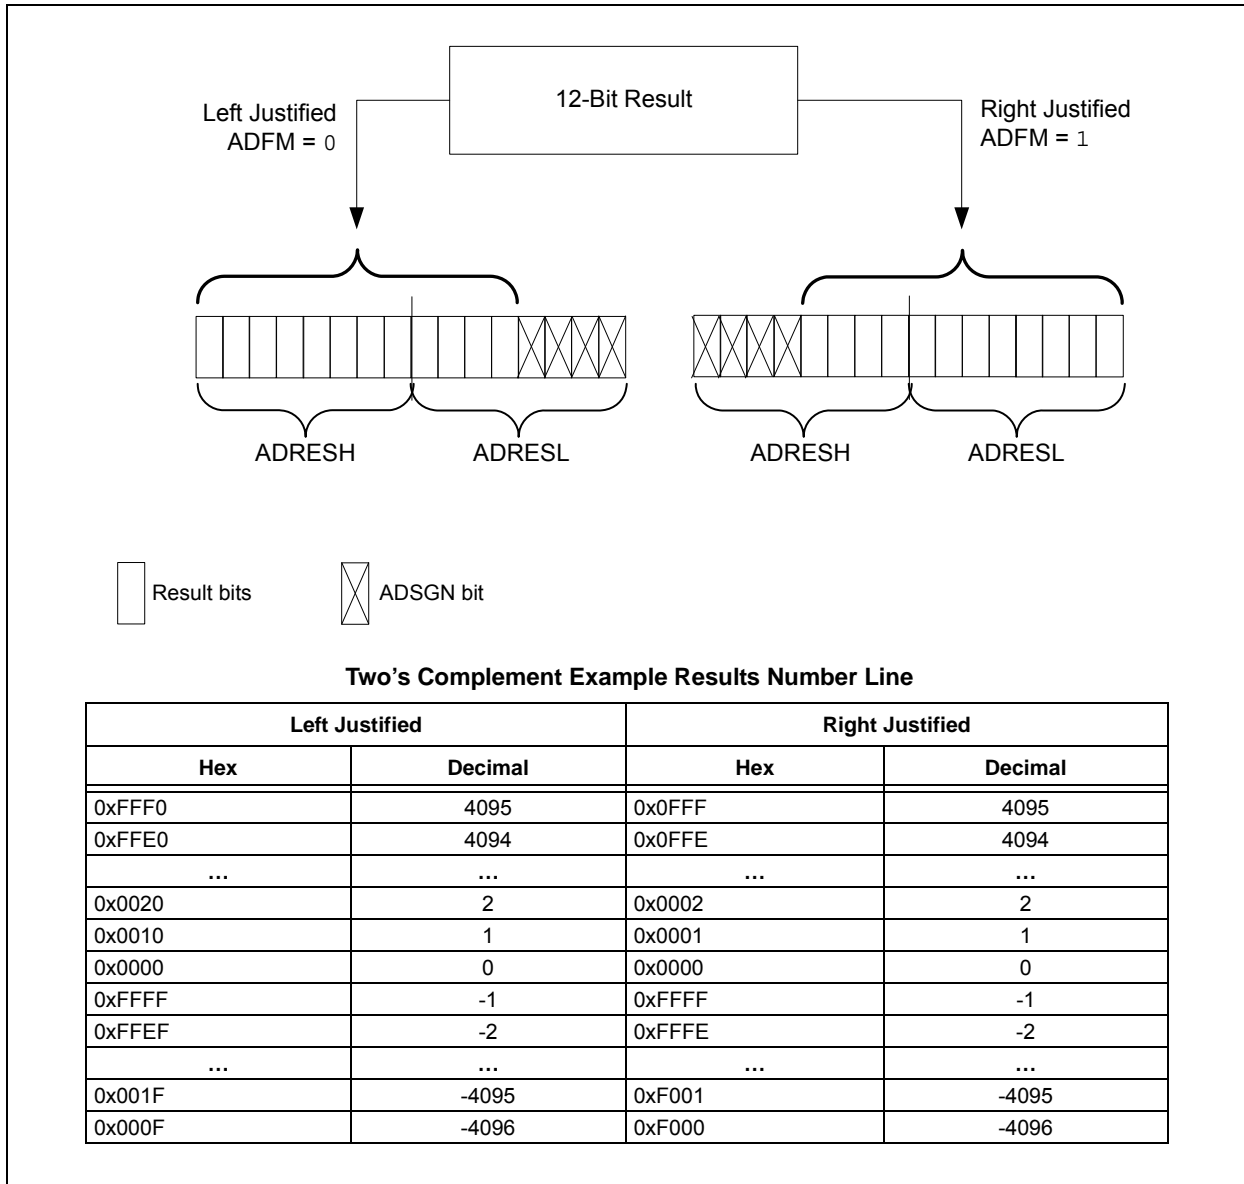 12-Bit Result
Left Justified
ADFM = 0
Right Justified
ADFM = 1
ADRESH
ADRESL
ADRESH
ADRESL
Result bits
ADSGN bit
Two's Complement Example Results Number Line
Left Justified Right Justified
Hex Decimal Hex Decimal
0xFFF0 4095 0x0FFF 4095
0xFFE0 4094 0x0FFE 4094
... ... ... ...
0x0020 2 0x0002 2
0x0010 1 0x0001 1
0x0000 0 0x0000 0
0xFFFF -1 0xFFFF -1
0xFFEF -2 0xFFFE -2
... ... ... ...
0x001F -4095 0xF001 -4095
0x000F -4096 0xF000 -4096